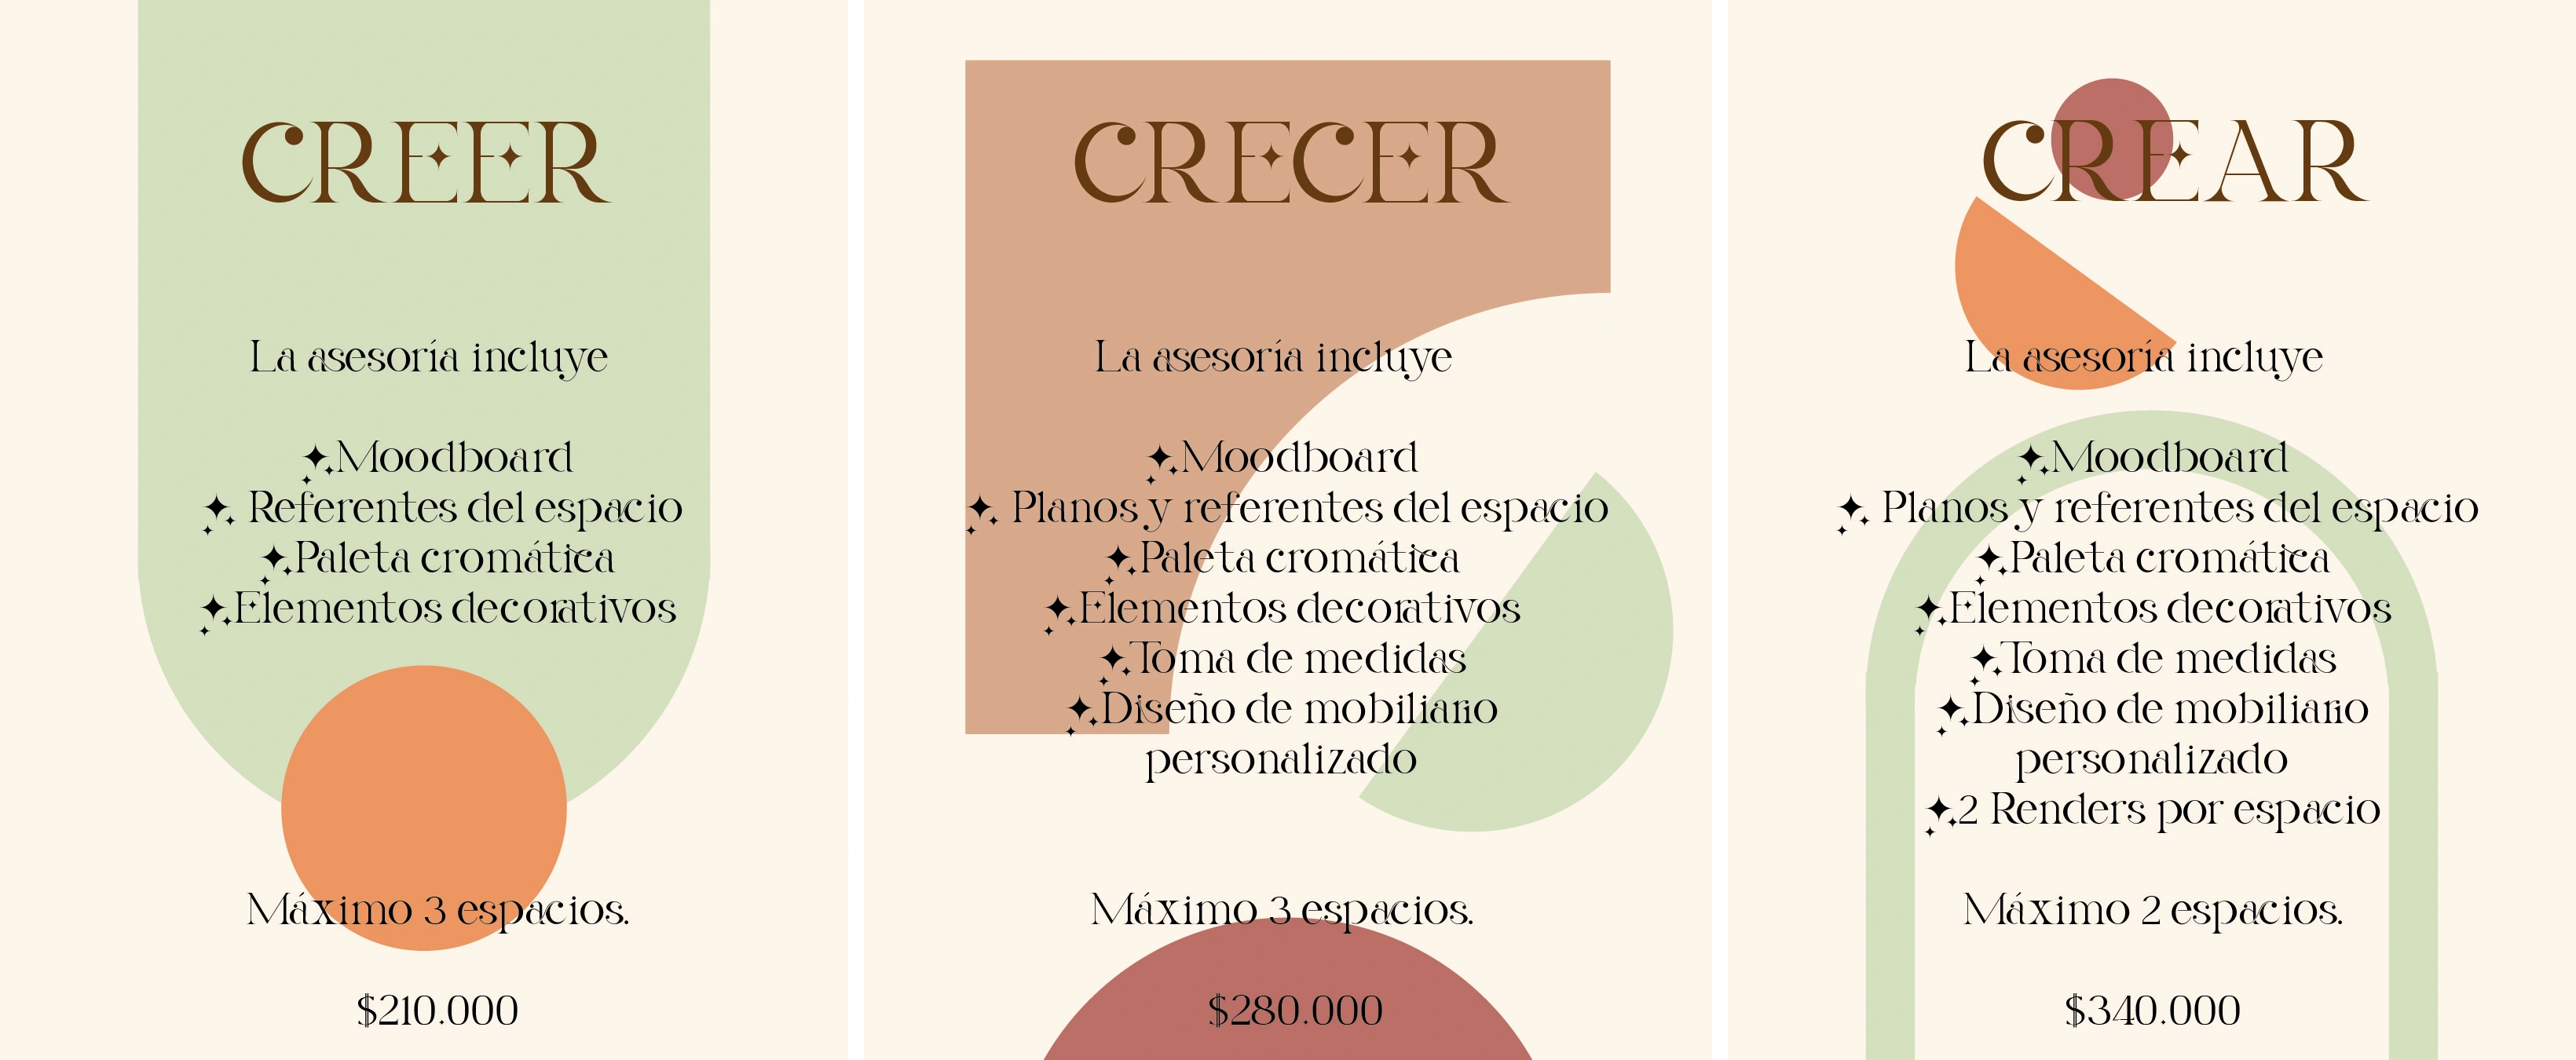 CREER
La asesoría incluye
Moodboard
Referentes del espacio
Paleta cromática
Elementos decorativos
Máximo 3 espacios.
$210.000
CRECER
La asesoría incluye
Moodboard
Planos y referentes del espacio
Paleta cromática
Elementos decorativos
Toma de medidas
Diseño de mobiliario
personalizado
Máximo 3 espacios.
$280.000
CREAR
La asesoría incluye
Moodboard
Planos y referentes del espacio
Paleta cromática
Elementos decorativos
Toma de medidas
Diseño de mobiliario
personalizado
2 Renders por espacio
Máximo 2 espacios.
$340.000